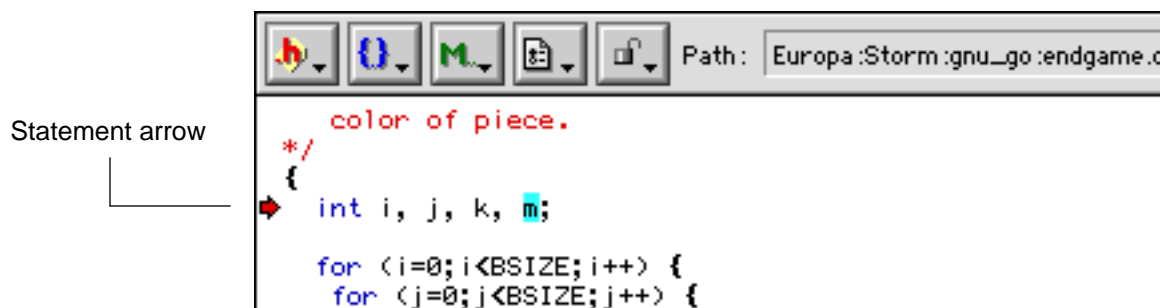 .h {} M.. Path: Europa:Storm:gnu_go:endgame.c
color of piece.
*/
{
Statement arrow
int i, j, k, m;
for (i=0;i<BSIZE;i++) {
for (j=0;j<BSIZE;j++) {